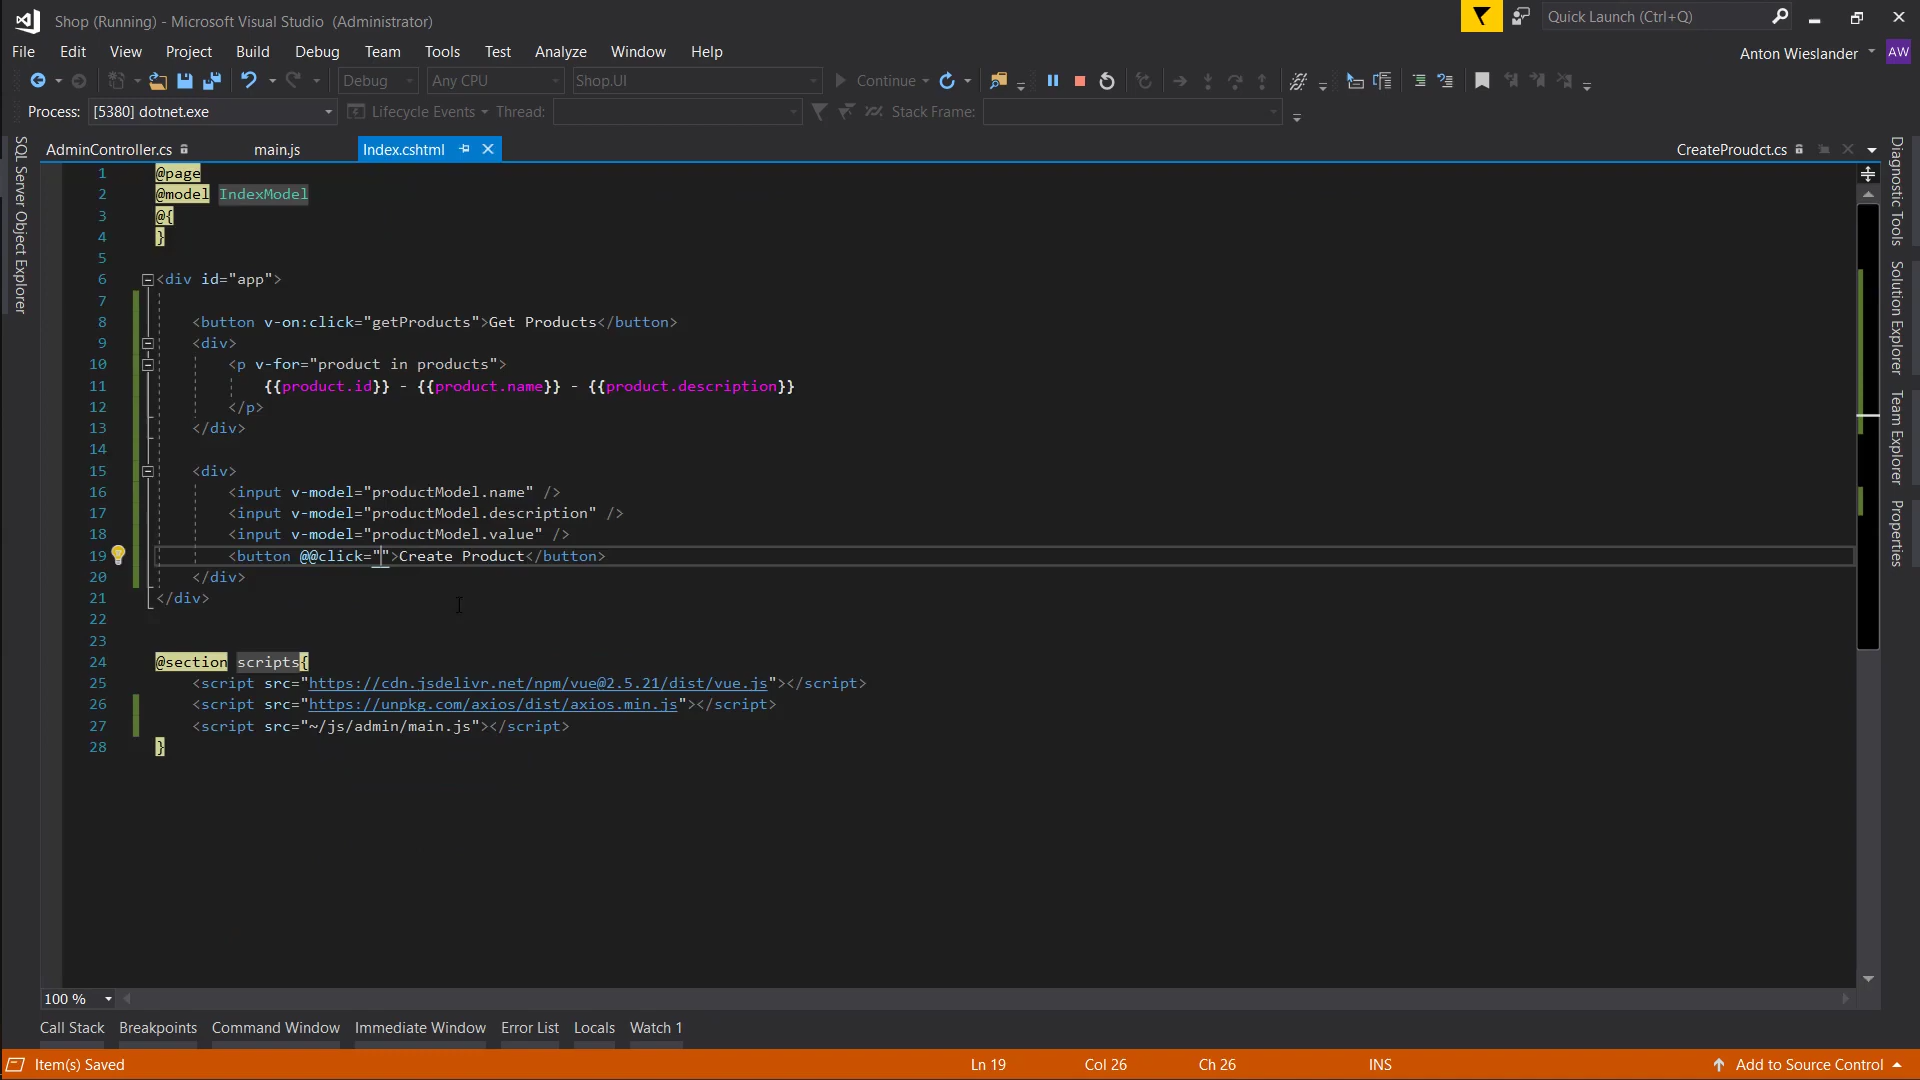 Shop (Running) - Microsoft Visual Studio (Administrator)
Quick Launch (Ctrl+Q)
File Edit View Project Build Debug Team Tools Test Analyze Window Help
Anton Wieslander AW
Debug Any CPU Shop.UI Continue
Process: [5380] dotnet.exe Lifecycle Events Thread: Stack Frame:
AdminController.cs main.js Index.cshtml CreateProudct.cs
SQL Server Object Explorer
Diagnostic Tools
Solution Explorer
Team Explorer
Properties
1 @page
2 @model IndexModel
3 @{
4 }
5
6 <div id="app">
7
8 <button v-on:click="getProducts">Get Products</button>
9 <div>
10 <p v-for="product in products">
11 {{product.id}} - {{product.name}} - {{product.description}}
12 </p>
13 </div>
14
15 <div>
16 <input v-model="productModel.name" />
17 <input v-model="productModel.description" />
18 <input v-model="productModel.value" />
19 <button @@click="">Create Product</button>
20 </div>
21 </div>
22
23
24 @section scripts{
25 <script src="https://cdn.jsdelivr.net/npm/vue@2.5.21/dist/vue.js"></script>
26 <script src="https://unpkg.com/axios/dist/axios.min.js"></script>
27 <script src="~/js/admin/main.js"></script>
28 }
100 %
Call Stack Breakpoints Command Window Immediate Window Error List Locals Watch 1
Item(s) Saved Ln 19 Col 26 Ch 26 INS Add to Source Control